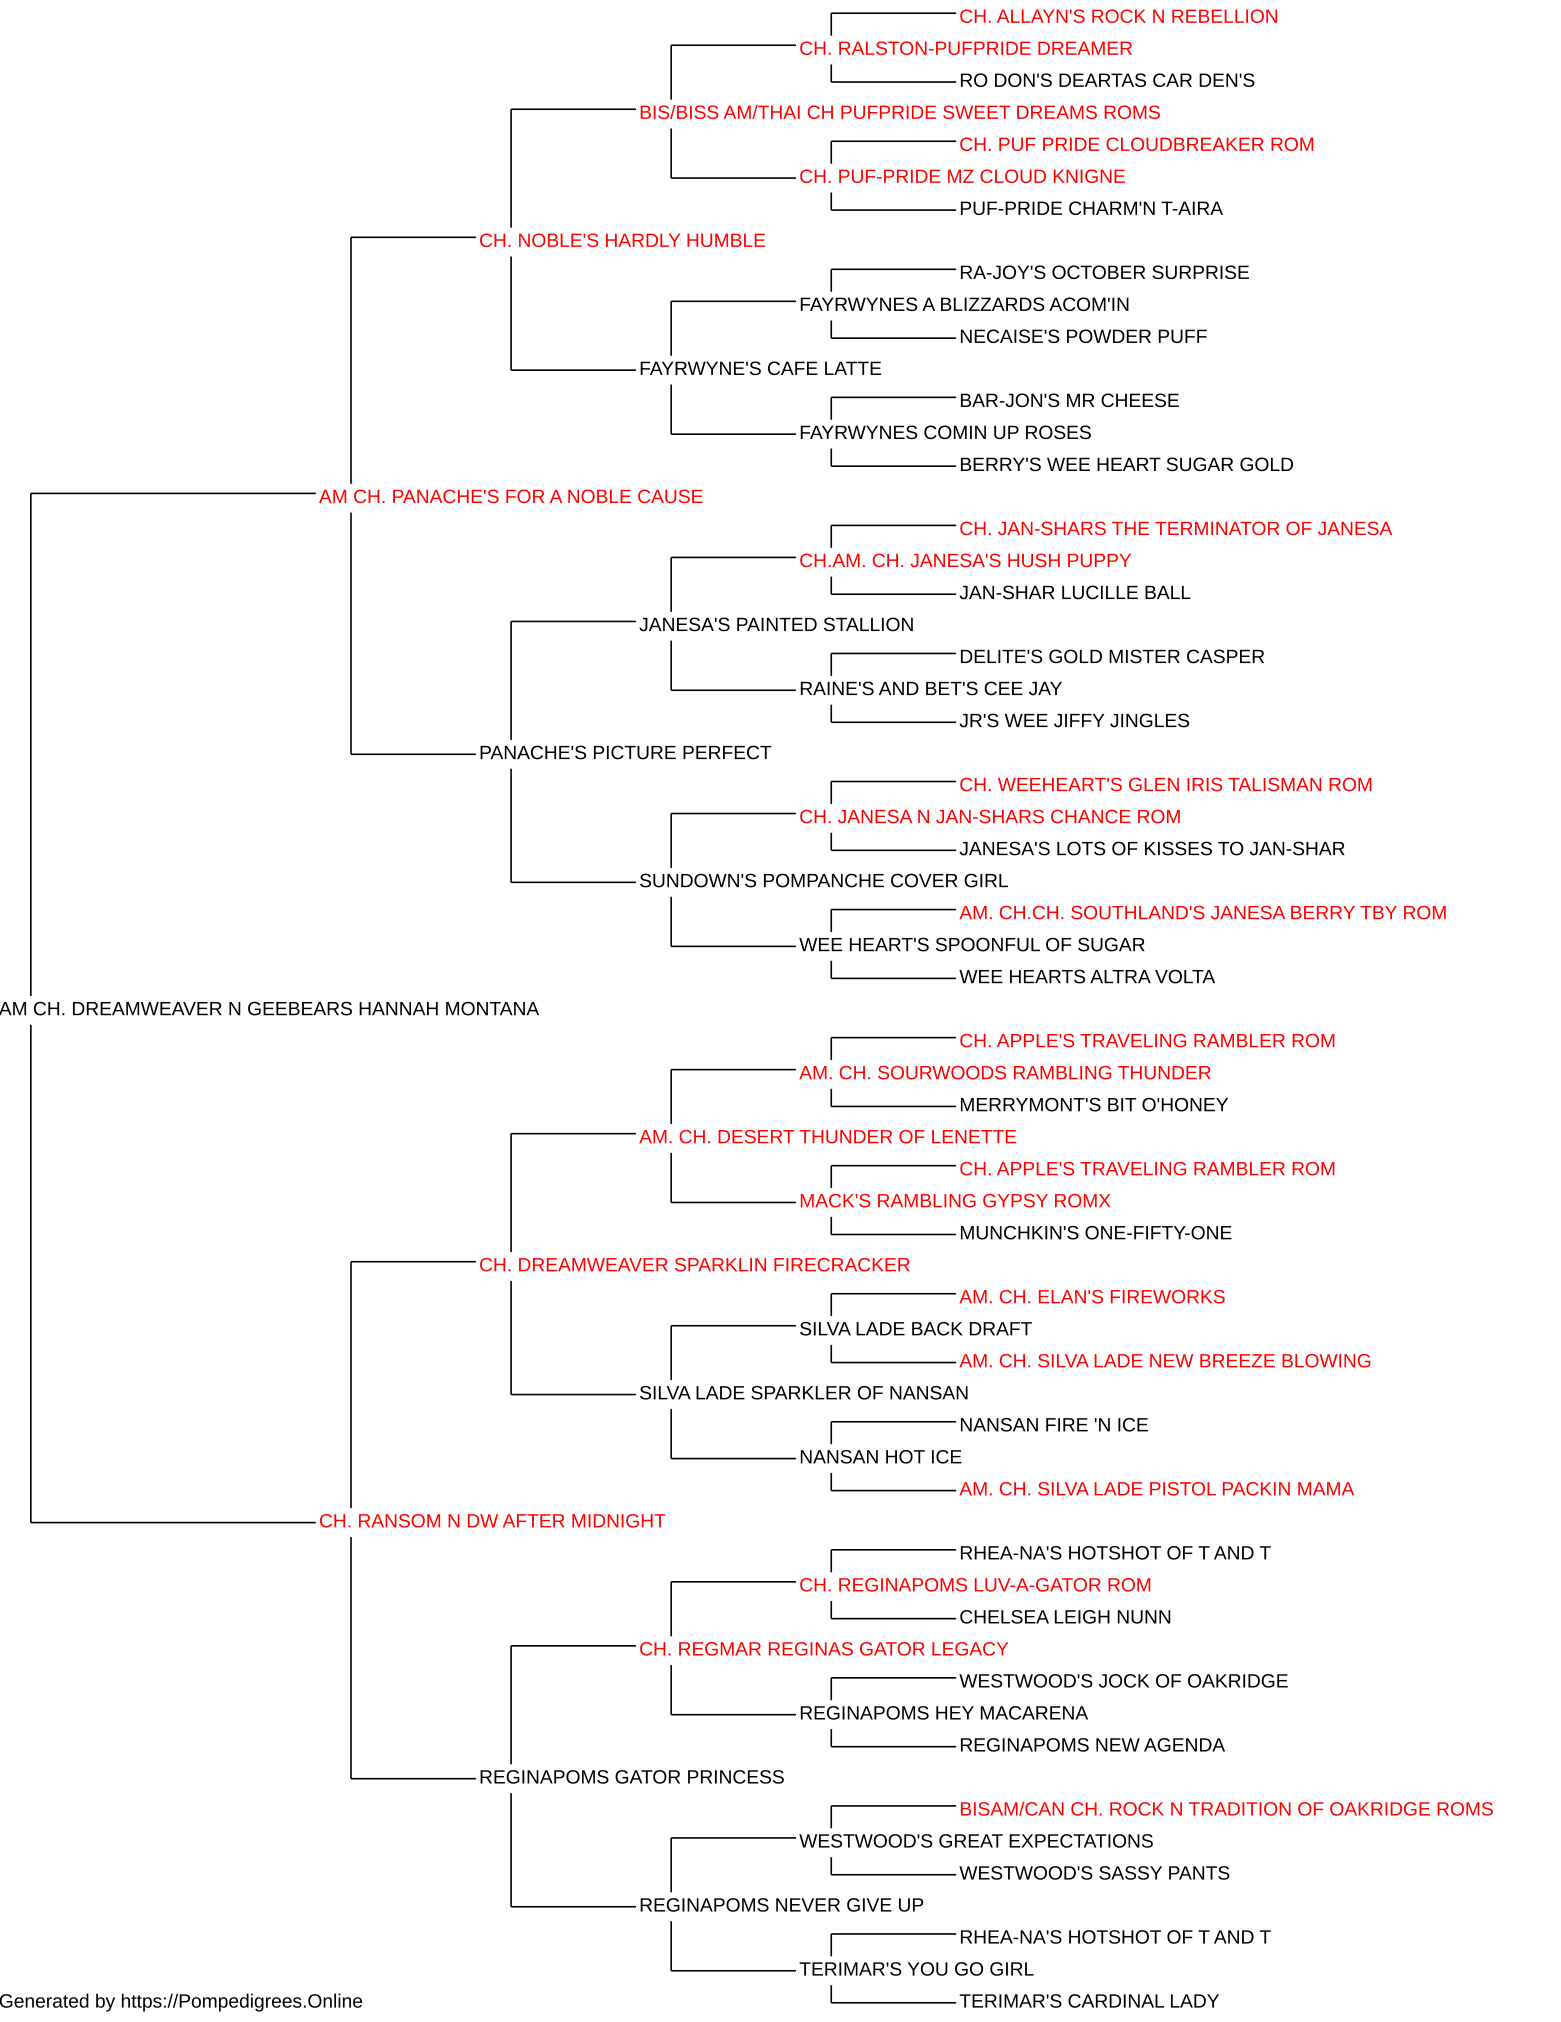 CH. ALLAYN'S ROCK N REBELLION
CH. RALSTON-PUFPRIDE DREAMER
RO DON'S DEARTAS CAR DEN'S
BIS/BISS AM/THAI CH PUFPRIDE SWEET DREAMS ROMS
CH. PUF PRIDE CLOUDBREAKER ROM
CH. PUF-PRIDE MZ CLOUD KNIGNE
PUF-PRIDE CHARM'N T-AIRA
CH. NOBLE'S HARDLY HUMBLE
RA-JOY'S OCTOBER SURPRISE
FAYRWYNES A BLIZZARDS ACOM'IN
NECAISE'S POWDER PUFF
FAYRWYNE'S CAFE LATTE
BAR-JON'S MR CHEESE
FAYRWYNES COMIN UP ROSES
BERRY'S WEE HEART SUGAR GOLD
AM CH. PANACHE'S FOR A NOBLE CAUSE
CH. JAN-SHARS THE TERMINATOR OF JANESA
CH.AM. CH. JANESA'S HUSH PUPPY
JAN-SHAR LUCILLE BALL
JANESA'S PAINTED STALLION
DELITE'S GOLD MISTER CASPER
RAINE'S AND BET'S CEE JAY
JR'S WEE JIFFY JINGLES
PANACHE'S PICTURE PERFECT
CH. WEEHEART'S GLEN IRIS TALISMAN ROM
CH. JANESA N JAN-SHARS CHANCE ROM
JANESA'S LOTS OF KISSES TO JAN-SHAR
SUNDOWN'S POMPANCHE COVER GIRL
AM. CH.CH. SOUTHLAND'S JANESA BERRY TBY ROM
WEE HEART'S SPOONFUL OF SUGAR
WEE HEARTS ALTRA VOLTA
AM CH. DREAMWEAVER N GEEBEARS HANNAH MONTANA
CH. APPLE'S TRAVELING RAMBLER ROM
AM. CH. SOURWOODS RAMBLING THUNDER
MERRYMONT'S BIT O'HONEY
AM. CH. DESERT THUNDER OF LENETTE
CH. APPLE'S TRAVELING RAMBLER ROM
MACK'S RAMBLING GYPSY ROMX
MUNCHKIN'S ONE-FIFTY-ONE
CH. DREAMWEAVER SPARKLIN FIRECRACKER
AM. CH. ELAN'S FIREWORKS
SILVA LADE BACK DRAFT
AM. CH. SILVA LADE NEW BREEZE BLOWING
SILVA LADE SPARKLER OF NANSAN
NANSAN FIRE 'N ICE
NANSAN HOT ICE
AM. CH. SILVA LADE PISTOL PACKIN MAMA
CH. RANSOM N DW AFTER MIDNIGHT
RHEA-NA'S HOTSHOT OF T AND T
CH. REGINAPOMS LUV-A-GATOR ROM
CHELSEA LEIGH NUNN
CH. REGMAR REGINAS GATOR LEGACY
WESTWOOD'S JOCK OF OAKRIDGE
REGINAPOMS HEY MACARENA
REGINAPOMS NEW AGENDA
REGINAPOMS GATOR PRINCESS
BISAM/CAN CH. ROCK N TRADITION OF OAKRIDGE ROMS
WESTWOOD'S GREAT EXPECTATIONS
WESTWOOD'S SASSY PANTS
REGINAPOMS NEVER GIVE UP
RHEA-NA'S HOTSHOT OF T AND T
TERIMAR'S YOU GO GIRL
TERIMAR'S CARDINAL LADY
Generated by https://Pompedigrees.Online